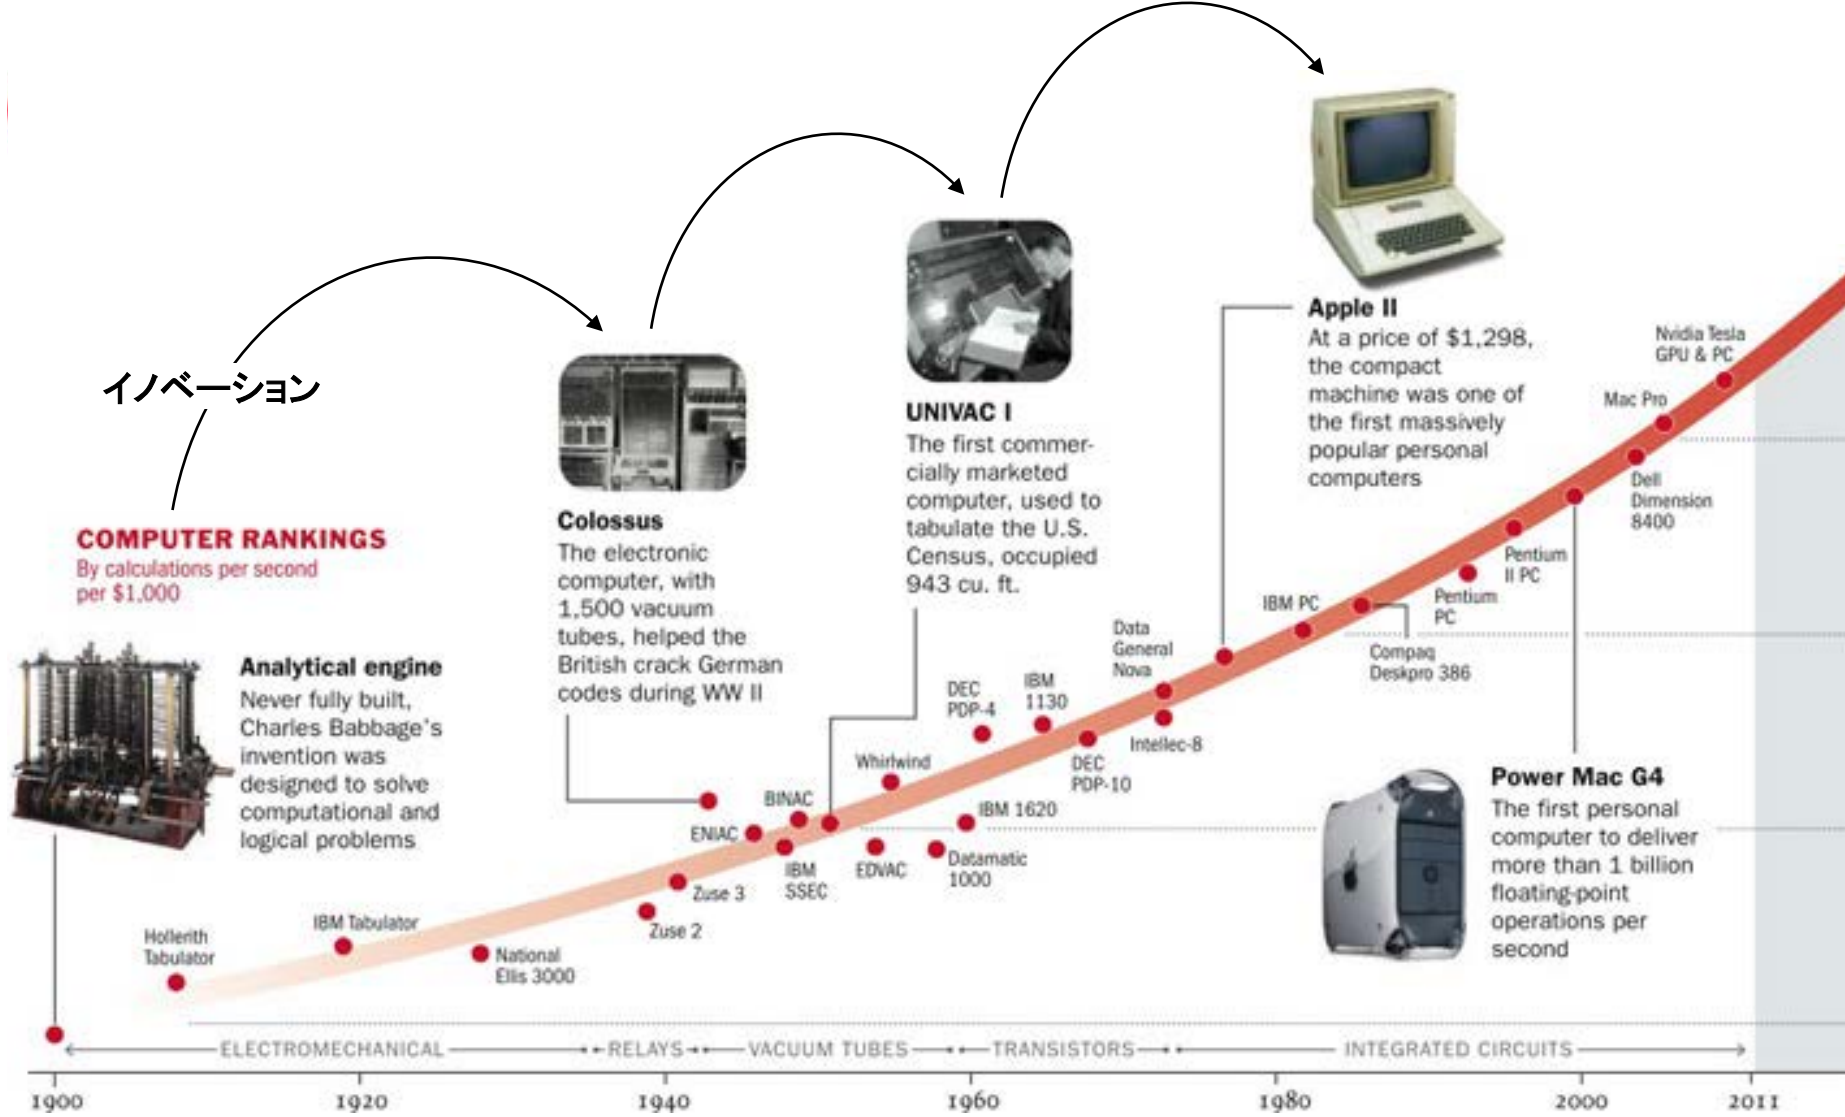 イノベーション
COMPUTER RANKINGS
By calculations per second
per $1,000
Analytical engine
Never fully built,
Charles Babbage's
invention was
designed to solve
computational and
logical problems
Colossus
The electronic
computer, with
1,500 vacuum
tubes, helped the
British crack German
codes during WW II
UNIVAC I
The first commer-
cially marketed
computer, used to
tabulate the U.S.
Census, occupied
943 cu. ft.
Apple II
At a price of $1,298,
the compact
machine was one of
the first massively
popular personal
computers
Power Mac G4
The first personal
computer to deliver
more than 1 billion
floating-point
operations per
second
Hollerith
Tabulator
IBM Tabulator
National
Ellis 3000
Zuse 2
Zuse 3
ENIAC
BINAC
IBM
SSEC
Whirlwind
EDVAC
Datamatic
1000
IBM 1620
DEC
PDP-4
IBM
1130
DEC
PDP-10
Data
General
Nova
Intellec-8
IBM PC
Compaq
Deskpro 386
Pentium
PC
Pentium
II PC
Dell
Dimension
8400
Mac Pro
Nvidia Tesla
GPU & PC
ELECTROMECHANICAL
RELAYS
VACUUM TUBES
TRANSISTORS
INTEGRATED CIRCUITS
1900
1920
1940
1960
1980
2000
2011